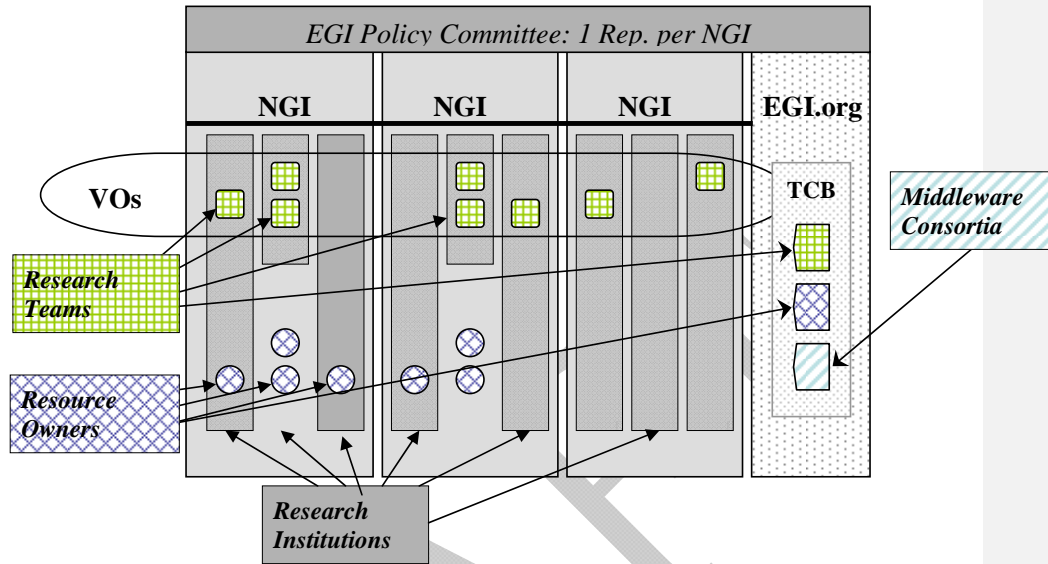 EGI Policy Committee: 1 Rep. per NGI
NGI
NGI
NGI
EGI.org
VOs
TCB
Middleware
Consortia
Research
Teams
Resource
Owners
Research
Institutions